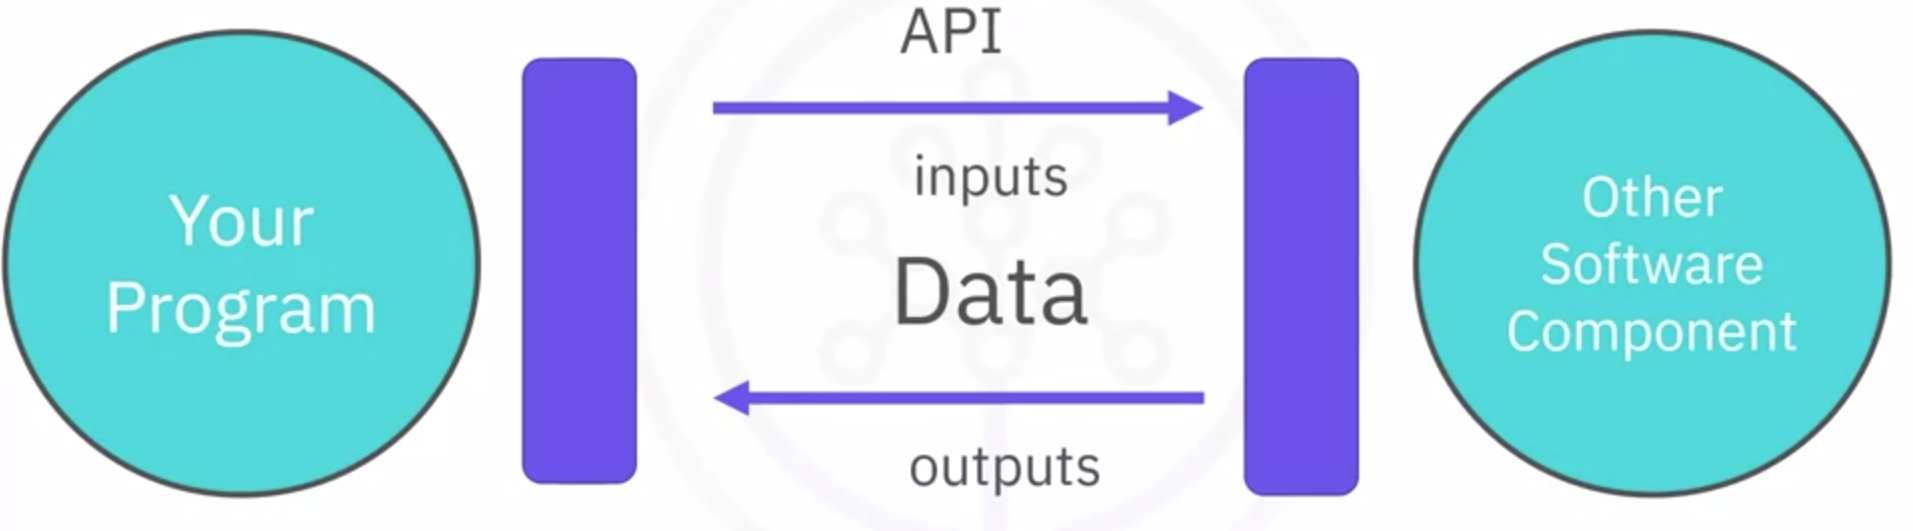 Your
Program
API
inputs
Data
outputs
Other
Software
Component